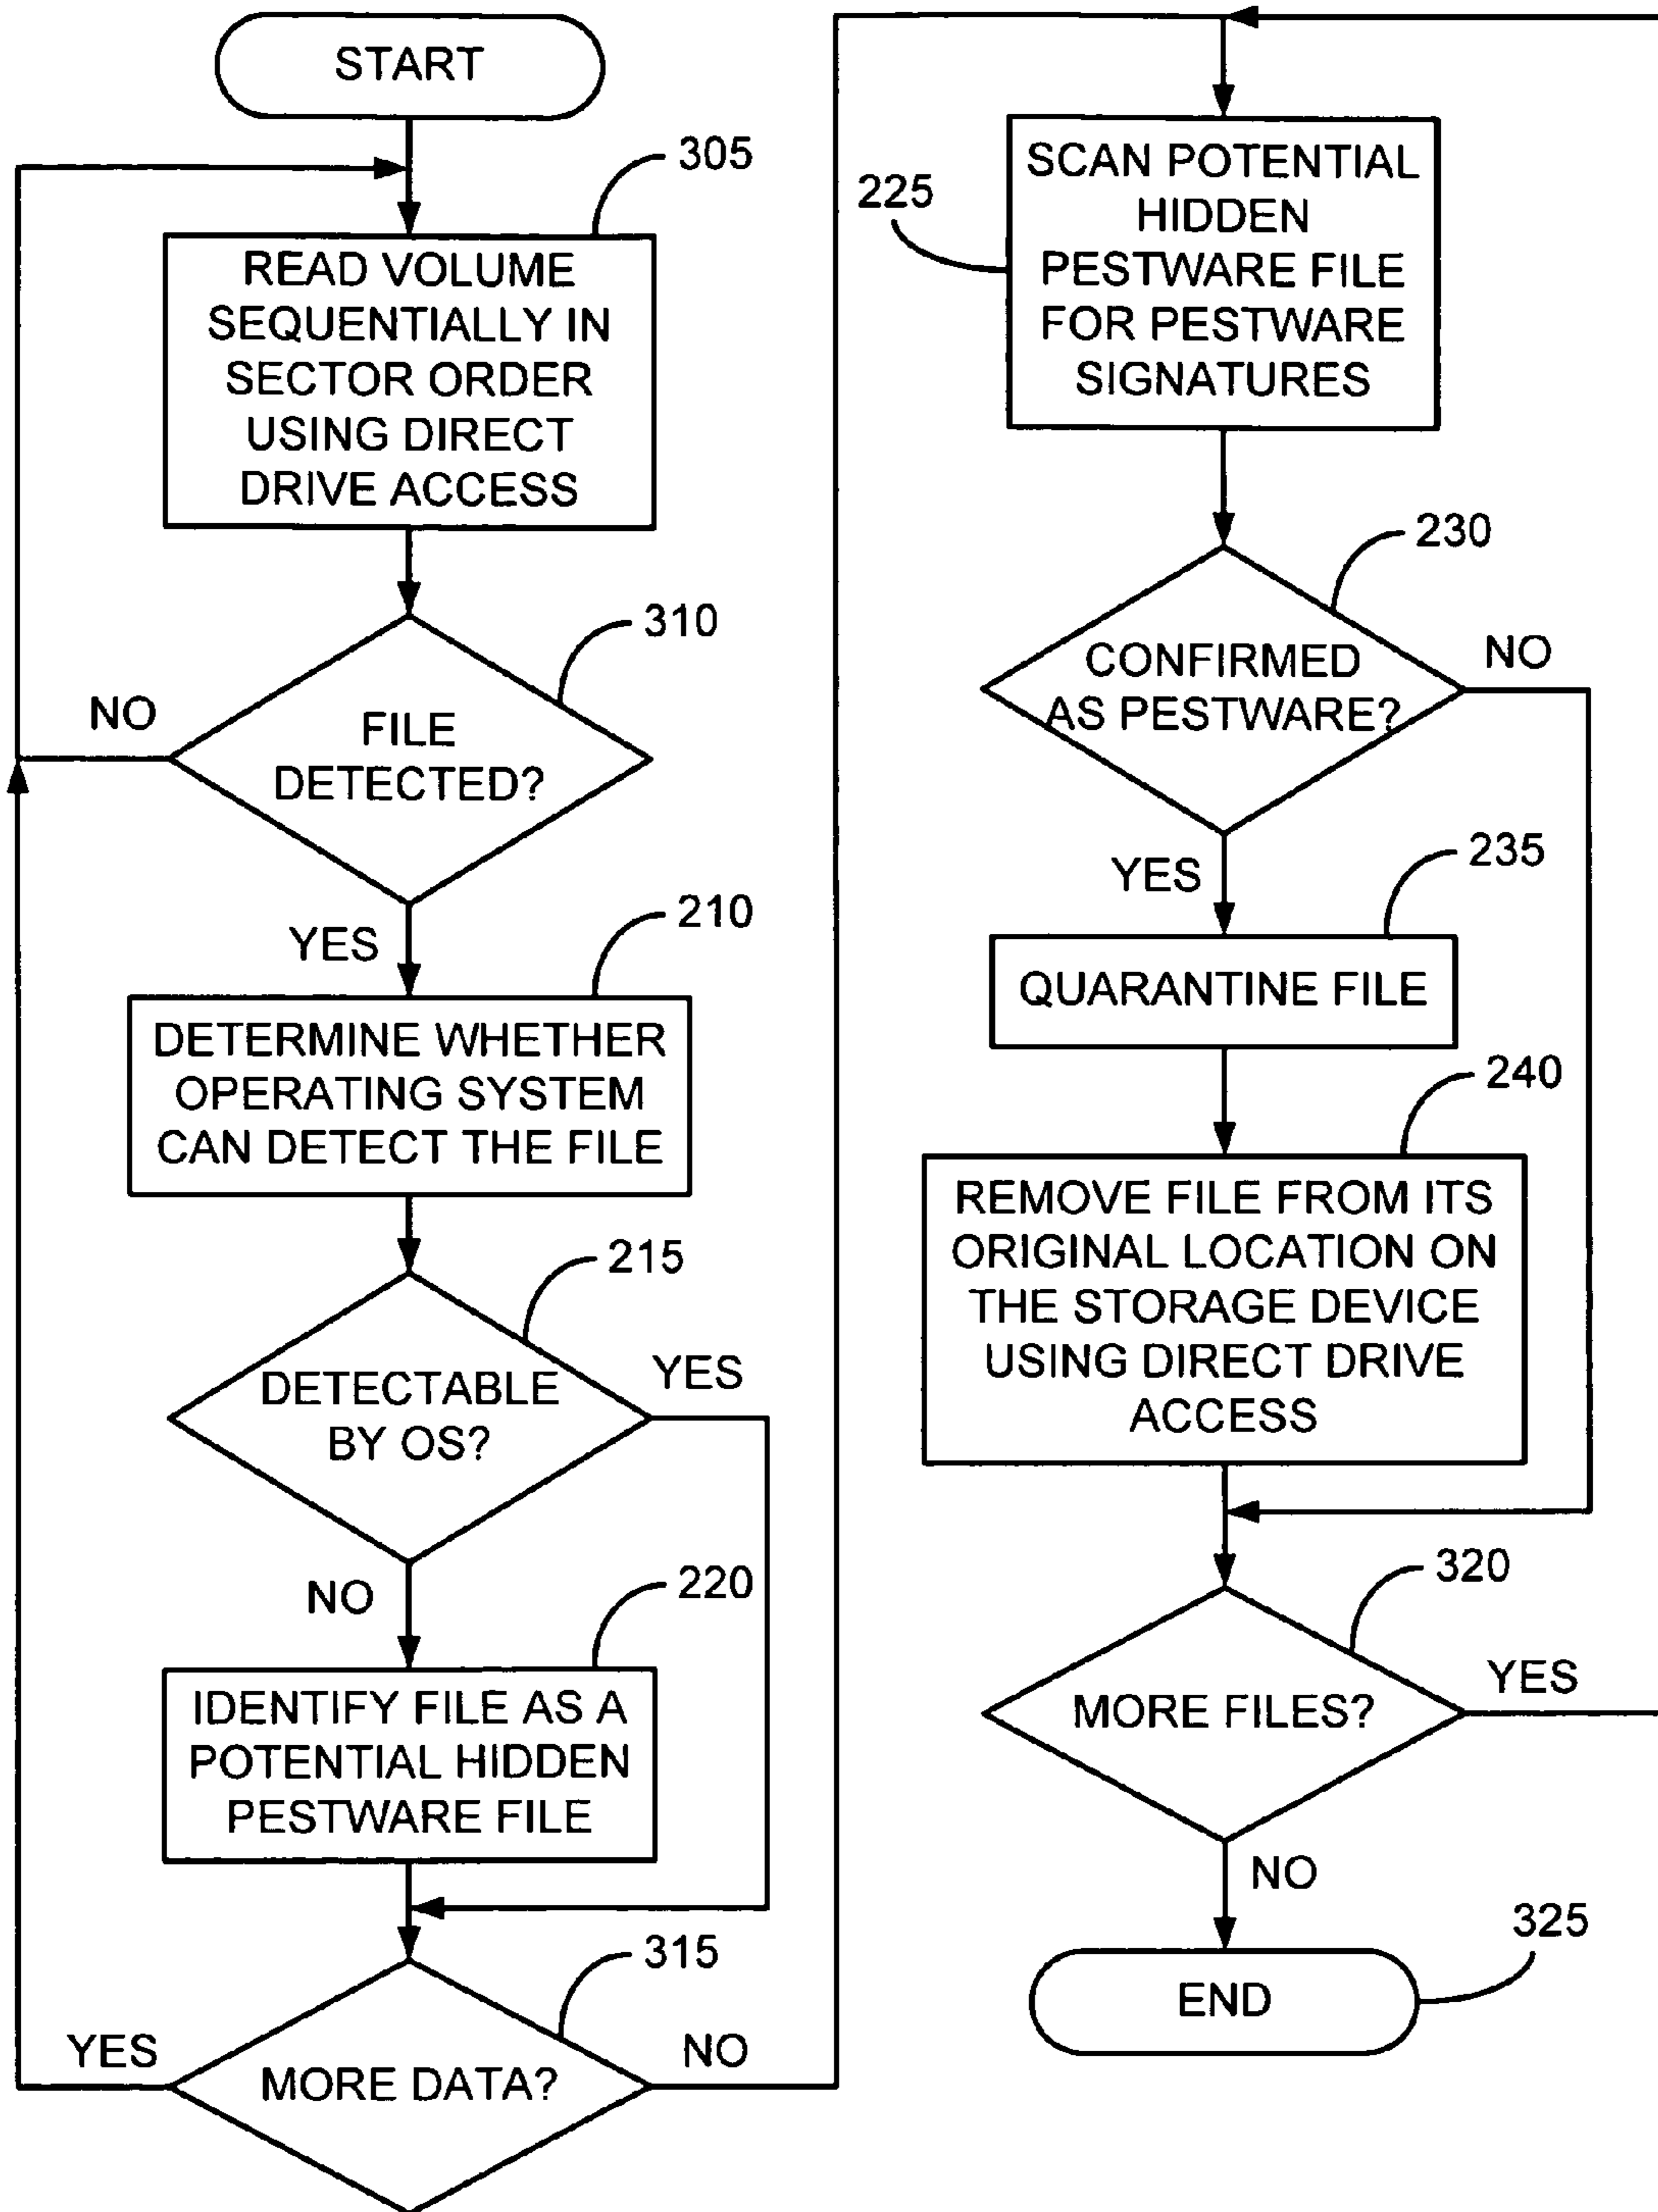 START
305
READ VOLUME
SEQUENTIALLY IN
SECTOR ORDER
USING DIRECT
DRIVE ACCESS
310
FILE
DETECTED?
NO
YES
210
DETERMINE WHETHER
OPERATING SYSTEM
CAN DETECT THE FILE
215
DETECTABLE
BY OS?
YES
NO
220
IDENTIFY FILE AS A
POTENTIAL HIDDEN
PESTWARE FILE
315
MORE DATA?
YES
NO
225
SCAN POTENTIAL
HIDDEN
PESTWARE FILE
FOR PESTWARE
SIGNATURES
230
CONFIRMED
AS PESTWARE?
NO
YES
235
QUARANTINE FILE
240
REMOVE FILE FROM ITS
ORIGINAL LOCATION ON
THE STORAGE DEVICE
USING DIRECT DRIVE
ACCESS
320
MORE FILES?
YES
NO
325
END